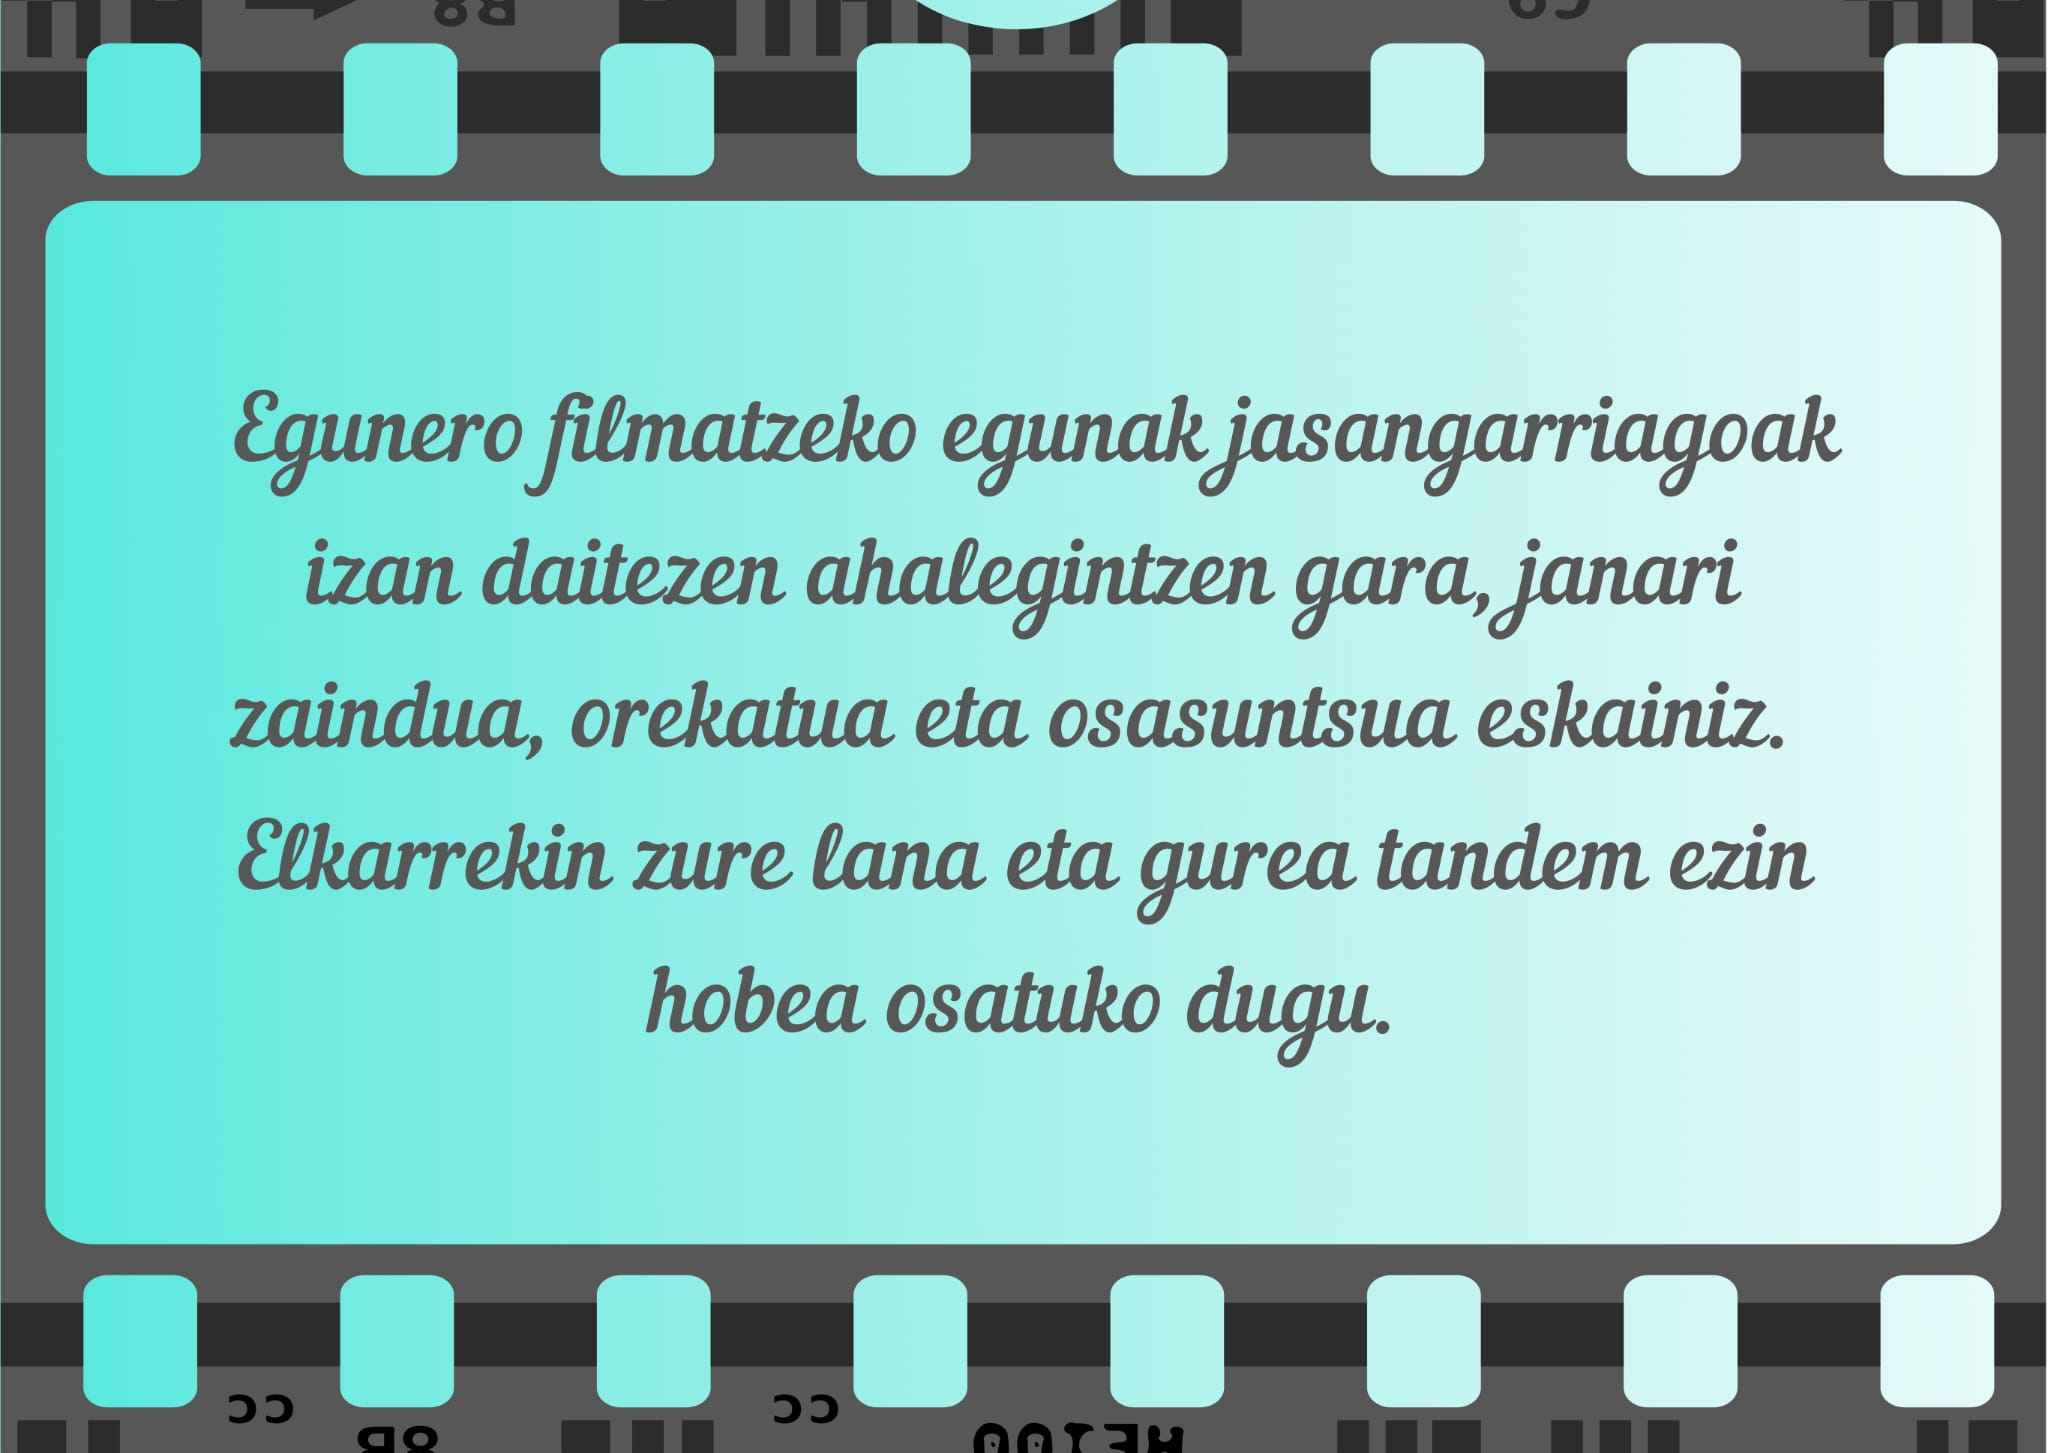 Egunero filmatzeko egunak jasangarriagoak
izan daitezen ahalegintzen gara, janari
zaindua, orekatua eta osasuntsua eskainiz.
Elkarrekin zure lana eta gurea tandem ezin
hobea osatuko dugu.